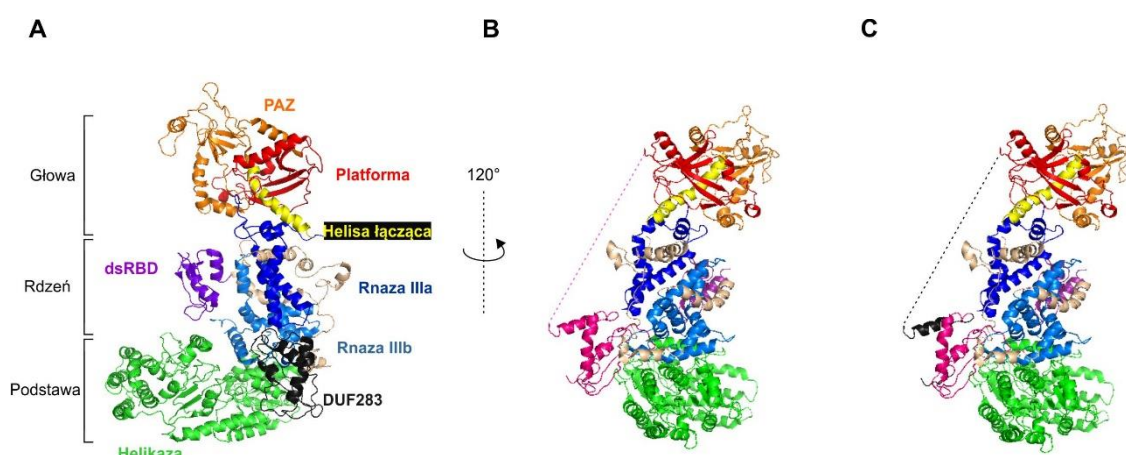 A
B
C
PAZ
Głowa
Platforma
120°
Helisa łącząca
dsRBD
Rdzeń
Rnaza IIIa
Rnaza IIIb
Podstawa
DUF283
Helikaza